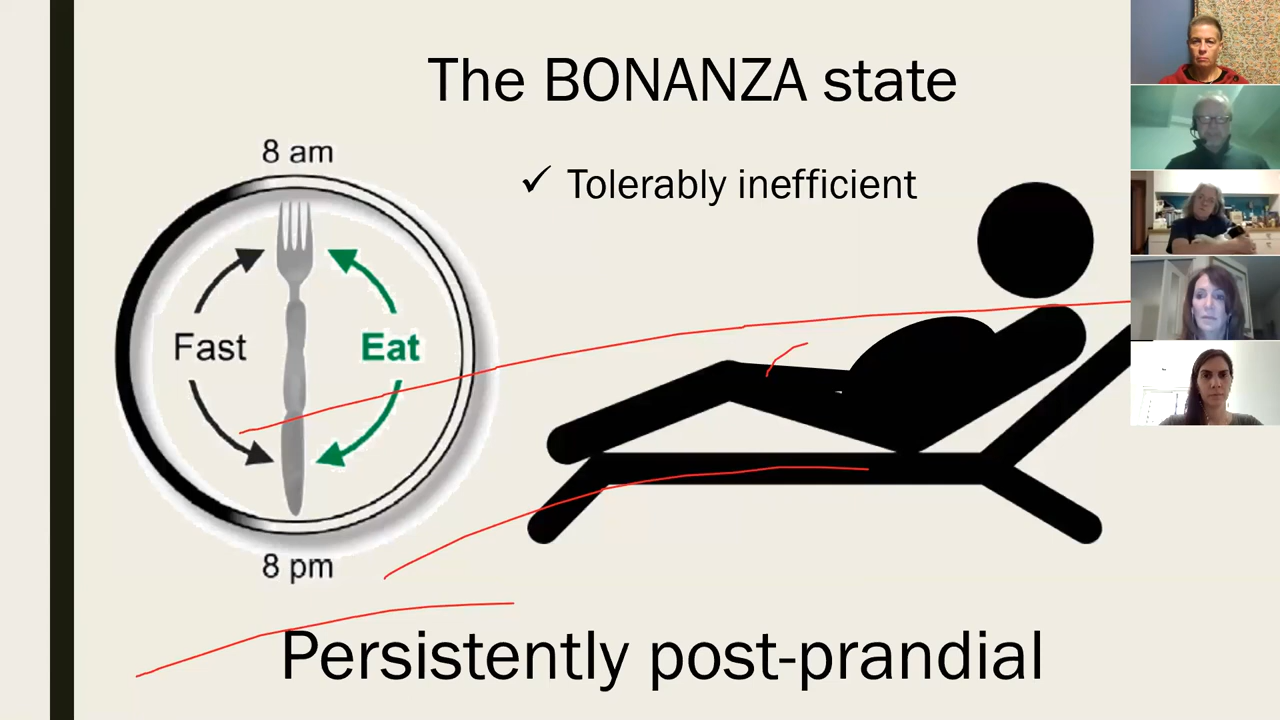 The BONANZA state
8 am
✓ Tolerably inefficient
Fast
Eat
8 pm
Persistently post-prandial